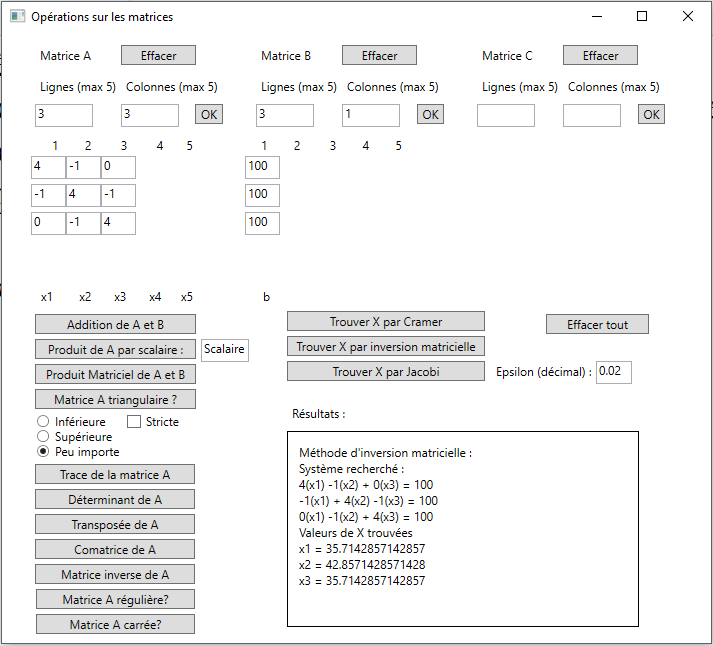 Opérations sur les matrices
Matrice A Effacer Matrice B Effacer Matrice C Effacer
Lignes (max 5) Colonnes (max 5) Lignes (max 5) Colonnes (max 5) Lignes (max 5) Colonnes (max 5)
3 3 OK 3 1 OK OK
1 2 3 4 5 1 2 3 4 5
4 -1 0 100
-1 4 -1 100
0 -1 4 100
x1 x2 x3 x4 x5 b
Addition de A et B
Produit de A par scalaire : Scalaire
Produit Matriciel de A et B
Matrice A triangulaire ?
Inférieure Stricte
Supérieure
Peu importe
Trace de la matrice A
Déterminant de A
Transposée de A
Comatrice de A
Matrice inverse de A
Matrice A régulière?
Matrice A carrée?
Trouver X par Cramer
Trouver X par inversion matricielle
Trouver X par Jacobi Epsilon (décimal) : 0.02
Effacer tout
Résultats :
Méthode d'inversion matricielle :
Système recherché :
4(x1) -1(x2) + 0(x3) = 100
-1(x1) + 4(x2) -1(x3) = 100
0(x1) -1(x2) + 4(x3) = 100
Valeurs de X trouvées
x1 = 35.7142857142857
x2 = 42.8571428571428
x3 = 35.7142857142857